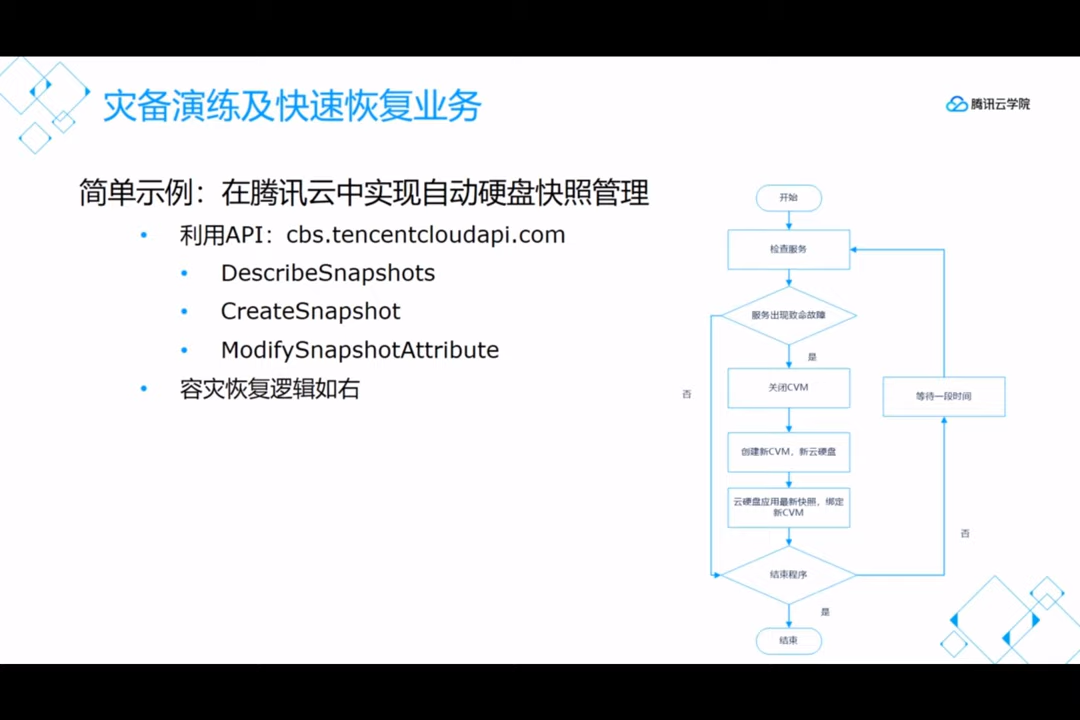 灾备演练及快速恢复业务
腾讯云学院
简单示例：在腾讯云中实现自动硬盘快照管理
• 利用API：cbs.tencentcloudapi.com
• DescribeSnapshots
• CreateSnapshot
• ModifySnapshotAttribute
• 容灾恢复逻辑如右
开始
检查服务
服务出现致命故障
是
否
关闭CVM
等待一段时间
创建新CVM，新云硬盘
云硬盘应用最新快照，绑定
新CVM
否
结束程序
是
结束